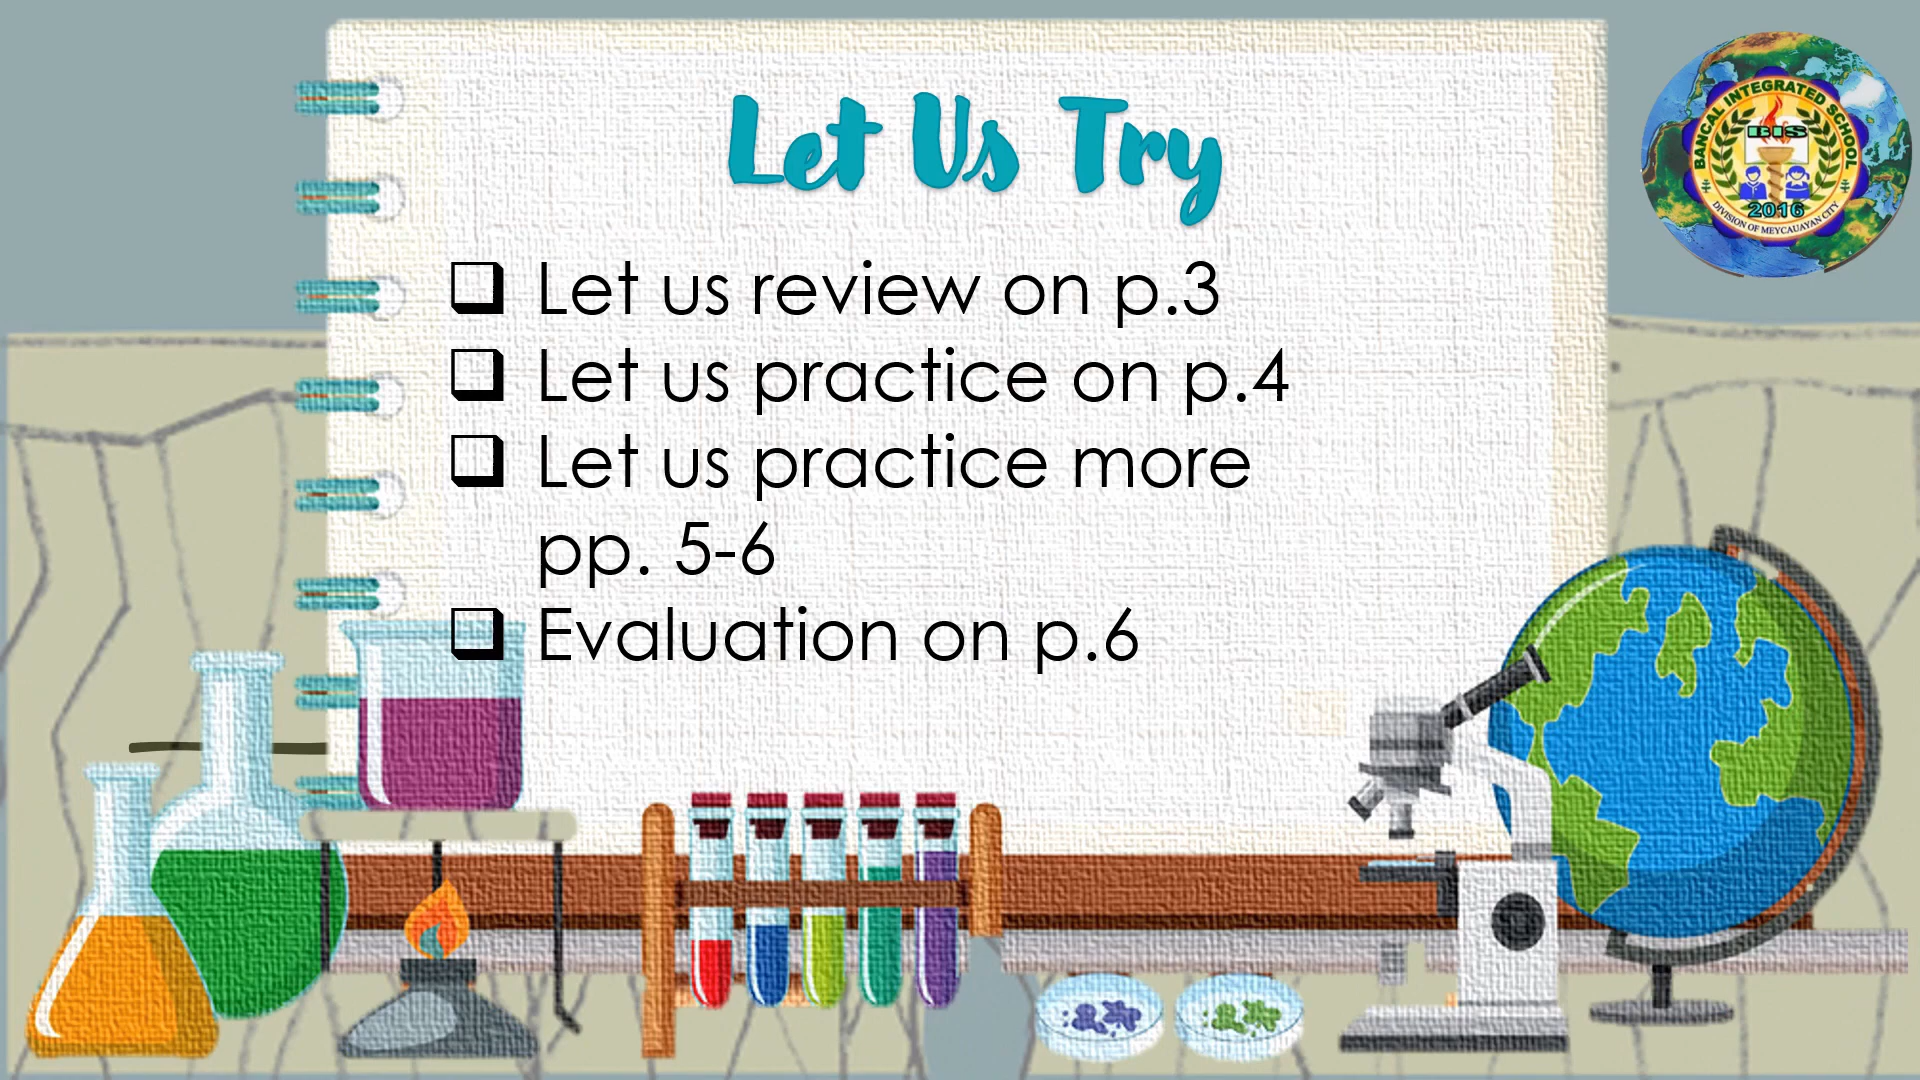 Let Us Try
BANCAL INTEGRATED SCHOOL
BIS
2016
DIVISION OF MEYCAUAYAN CITY
❑ Let us review on p.3
❑ Let us practice on p.4
❑ Let us practice more
pp. 5-6
❑ Evaluation on p.6